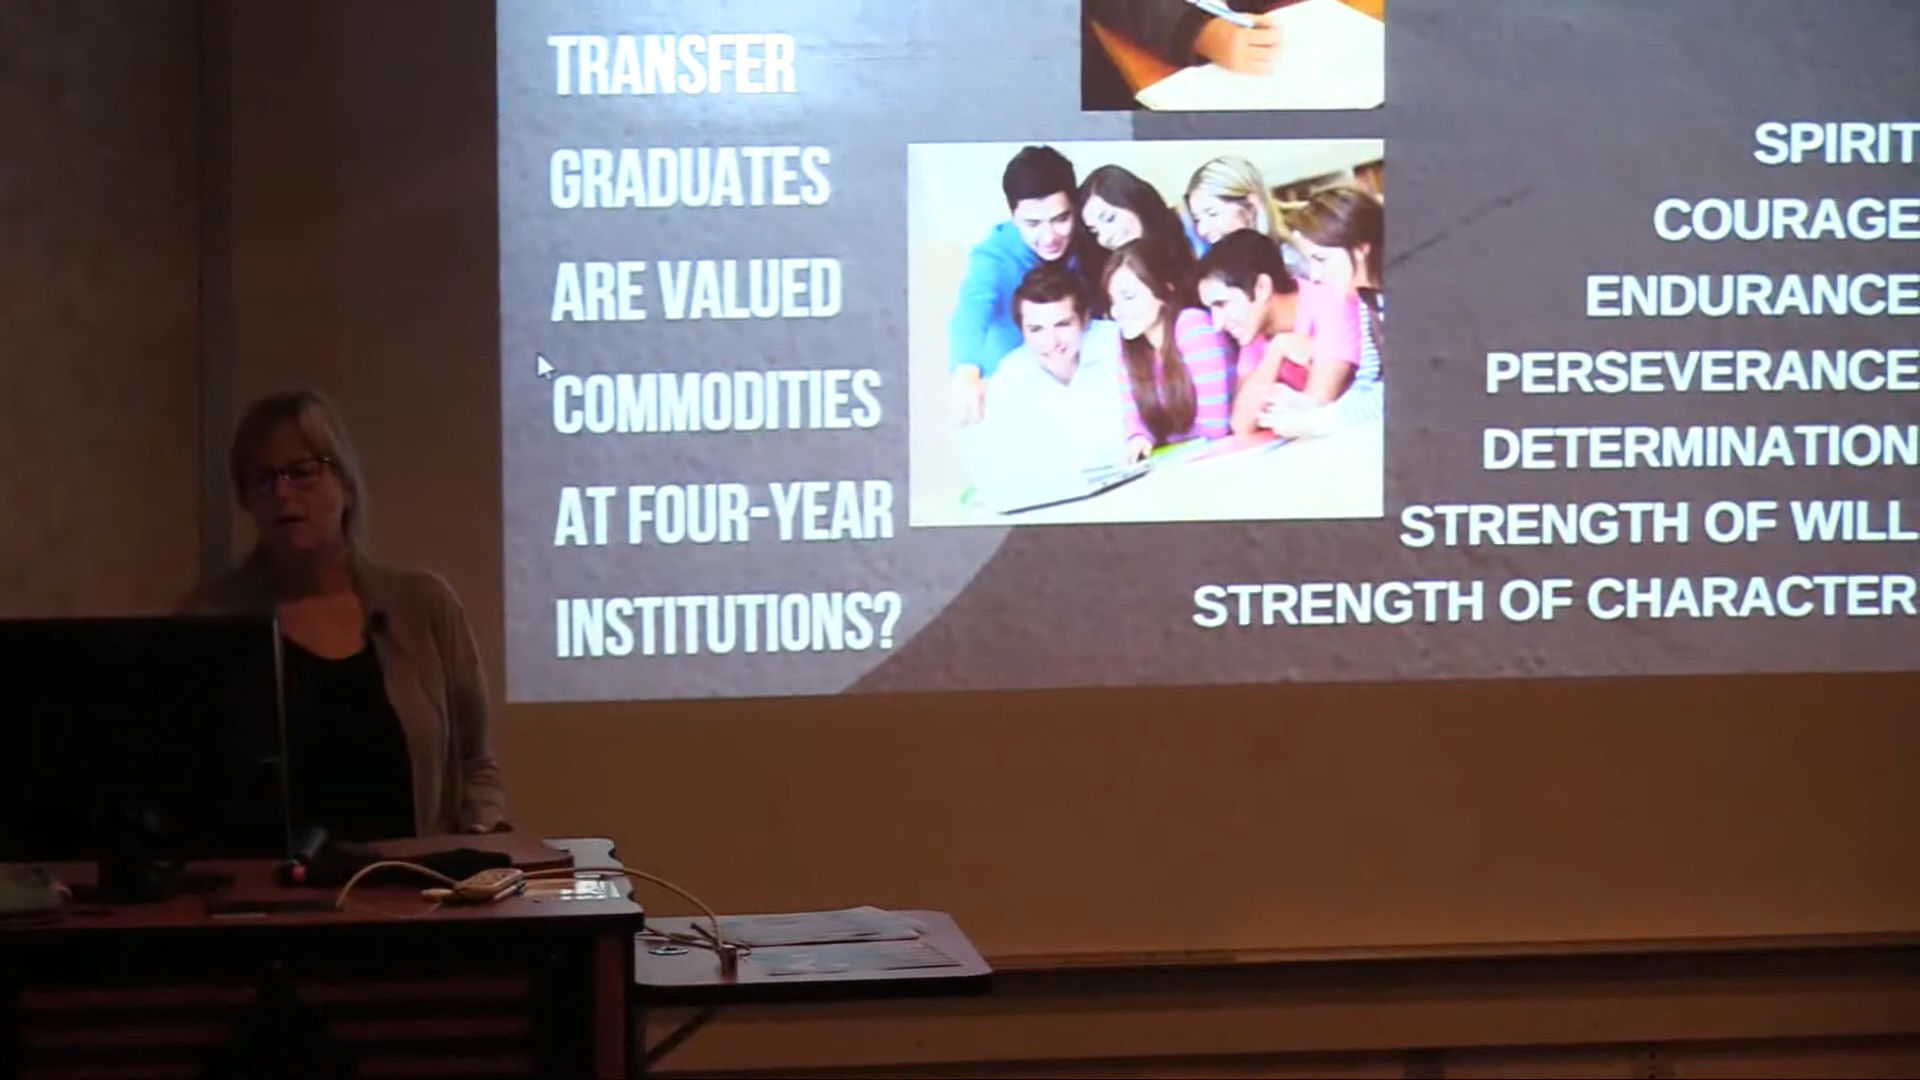 TRANSFER
GRADUATES
ARE VALUED
COMMODITIES
AT FOUR-YEAR
INSTITUTIONS?
SPIRIT
COURAGE
ENDURANCE
PERSEVERANCE
DETERMINATION
STRENGTH OF WILL
STRENGTH OF CHARACTER